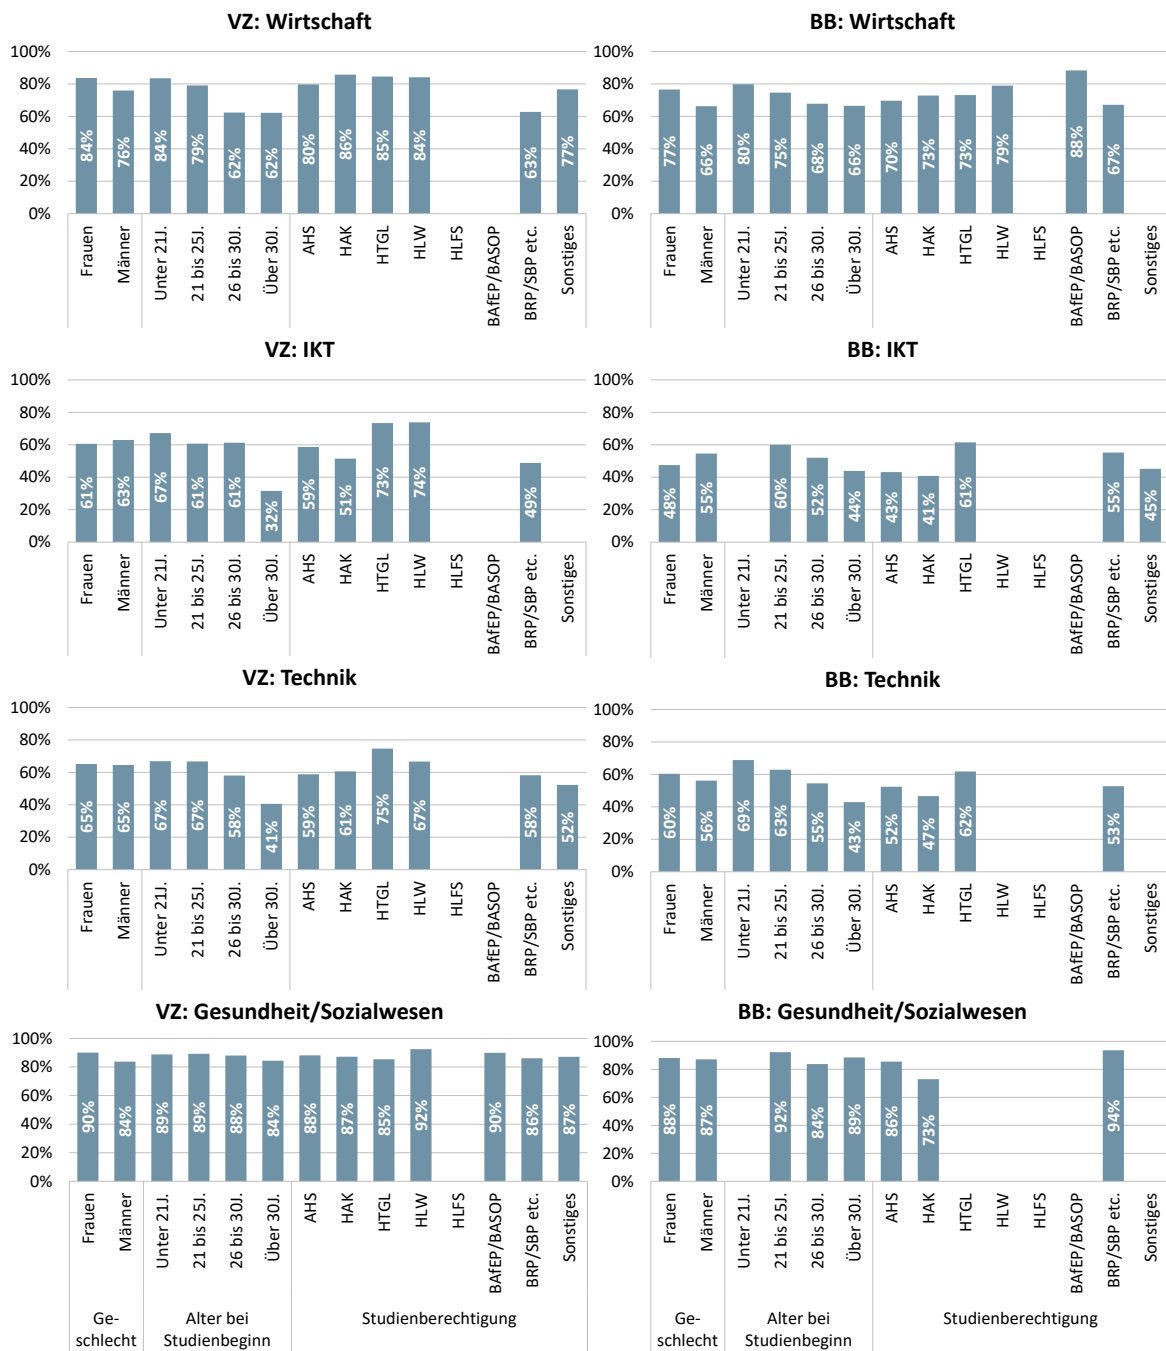 VZ: Wirtschaft
100%
80%
60%
40%
20%
0%
84%
76%
84%
79%
62%
62%
80%
86%
85%
84%
63%
77%
Frauen
Männer
Unter 21J.
21 bis 25J.
26 bis 30J.
Über 30J.
AHS
HAK
HTGL
HLW
HLFS
BAfEP/BASOP
BRP/SBP etc.
Sonstiges
BB: Wirtschaft
100%
80%
60%
40%
20%
0%
77%
66%
80%
75%
68%
66%
70%
73%
73%
79%
88%
67%
Frauen
Männer
Unter 21J.
21 bis 25J.
26 bis 30J.
Über 30J.
AHS
HAK
HTGL
HLW
HLFS
BAfEP/BASOP
BRP/SBP etc.
Sonstiges
VZ: IKT
100%
80%
60%
40%
20%
0%
61%
63%
67%
61%
61%
32%
59%
51%
73%
74%
49%
Frauen
Männer
Unter 21J.
21 bis 25J.
26 bis 30J.
Über 30J.
AHS
HAK
HTGL
HLW
HLFS
BAfEP/BASOP
BRP/SBP etc.
Sonstiges
BB: IKT
100%
80%
60%
40%
20%
0%
48%
55%
60%
52%
44%
43%
41%
61%
55%
45%
Frauen
Männer
Unter 21J.
21 bis 25J.
26 bis 30J.
Über 30J.
AHS
HAK
HTGL
HLW
HLFS
BAfEP/BASOP
BRP/SBP etc.
Sonstiges
VZ: Technik
100%
80%
60%
40%
20%
0%
65%
65%
67%
67%
58%
41%
59%
61%
75%
67%
58%
52%
Frauen
Männer
Unter 21J.
21 bis 25J.
26 bis 30J.
Über 30J.
AHS
HAK
HTGL
HLW
HLFS
BAfEP/BASOP
BRP/SBP etc.
Sonstiges
BB: Technik
100%
80%
60%
40%
20%
0%
60%
56%
69%
63%
55%
43%
52%
47%
62%
53%
Frauen
Männer
Unter 21J.
21 bis 25J.
26 bis 30J.
Über 30J.
AHS
HAK
HTGL
HLW
HLFS
BAfEP/BASOP
BRP/SBP etc.
Sonstiges
VZ: Gesundheit/Sozialwesen
100%
80%
60%
40%
20%
0%
90%
84%
89%
89%
88%
84%
88%
87%
85%
92%
90%
86%
87%
Frauen
Männer
Unter 21J.
21 bis 25J.
26 bis 30J.
Über 30J.
AHS
HAK
HTGL
HLW
HLFS
BAfEP/BASOP
BRP/SBP etc.
Sonstiges
Ge-
schlecht
Alter bei
Studienbeginn
Studienberechtigung
BB: Gesundheit/Sozialwesen
100%
80%
60%
40%
20%
0%
88%
87%
92%
84%
89%
86%
73%
94%
Frauen
Männer
Unter 21J.
21 bis 25J.
26 bis 30J.
Über 30J.
AHS
HAK
HTGL
HLW
HLFS
BAfEP/BASOP
BRP/SBP etc.
Sonstiges
Ge-
schlecht
Alter bei
Studienbeginn
Studienberechtigung